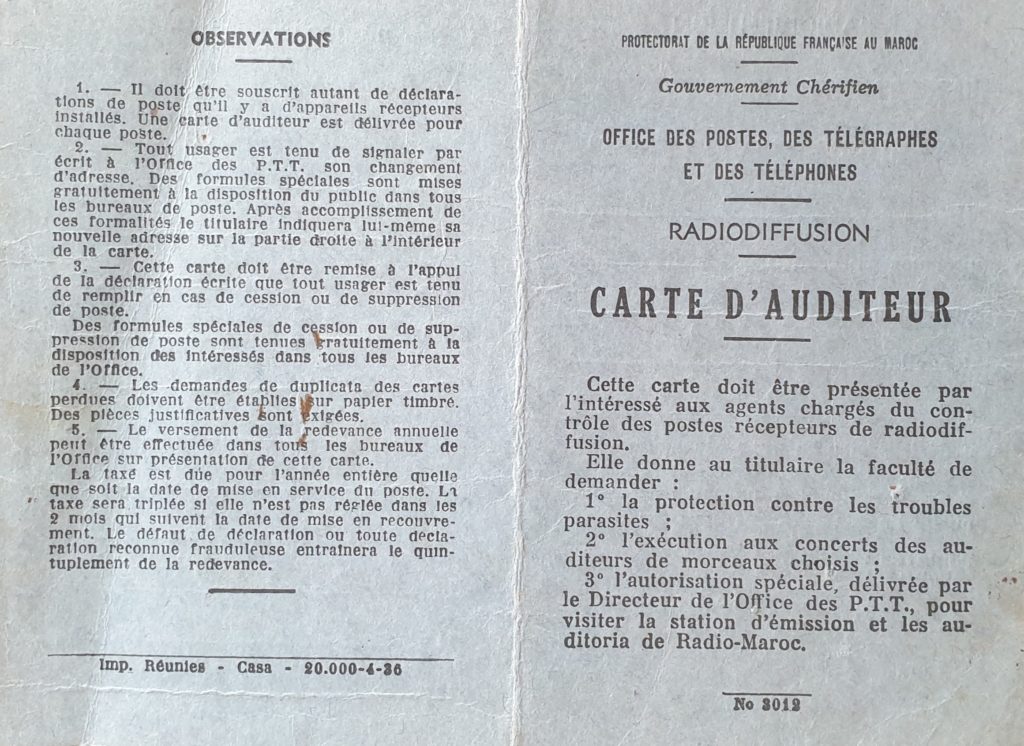 OBSERVATIONS
1. — Il doit être souscrit autant de déclara-
tions de poste qu'il y a d'appareils récepteurs
installés. Une carte d'auditeur est délivrée pour
chaque poste.
2. — Tout usager est tenu de signaler par
écrit à l'Office des P.T.T. son changement
d'adresse. Des formules spéciales sont mises
gratuitement à la disposition du public dans tous
les bureaux de poste. Après accomplissement de
ces formalités le titulaire indiquera lui-même sa
nouvelle adresse sur la partie droite à l'intérieur
de la carte.
3. — Cette carte doit être remise à l'appui
de la déclaration écrite que tout usager est tenu
de remplir en cas de cession ou de suppression
de poste.
Des formules spéciales de cession ou de sup-
pression de poste sont tenues gratuitement à la
disposition des intéressés dans tous les bureaux
de l'Office.
4. — Les demandes de duplicata des cartes
perdues doivent être établies sur papier timbré.
Des pièces justificatives sont exigées.
5. — Le versement de la redevance annuelle
peut être effectuée dans tous les bureaux de
l'Office sur présentation de cette carte.
La taxé est dûe pour l'année entière quelle
que soit la date de mise en service du poste. La
taxe sera triplée si elle n'est pas réglée dans les
2 mois qui suivent la date de mise en recouvre-
ment. Le défaut de déclaration ou toute décla-
ration reconnue frauduleuse entraînera le quin-
tuplement de la redevance.
Imp. Réunies - Casa - 20.000-4-36
PROTECTORAT DE LA RÉPUBLIQUE FRANÇAISE AU MAROC
Gouvernement Chérifien
OFFICE DES POSTES, DES TÉLÉGRAPHES
ET DES TÉLÉPHONES
RADIODIFFUSION
CARTE D'AUDITEUR
Cette carte doit être présentée par
l'intéressé aux agents chargés du con-
trôle des postes récepteurs de radiodif-
fusion.
Elle donne au titulaire la faculté de
demander :
1° la protection contre les troubles
parasites ;
2° l'exécution aux concerts des au-
diteurs de morceaux choisis ;
3° l'autorisation spéciale, délivrée par
le Directeur de l'Office des P.T.T., pour
visiter la station d'émission et les au-
ditoria de Radio-Maroc.
No 3012